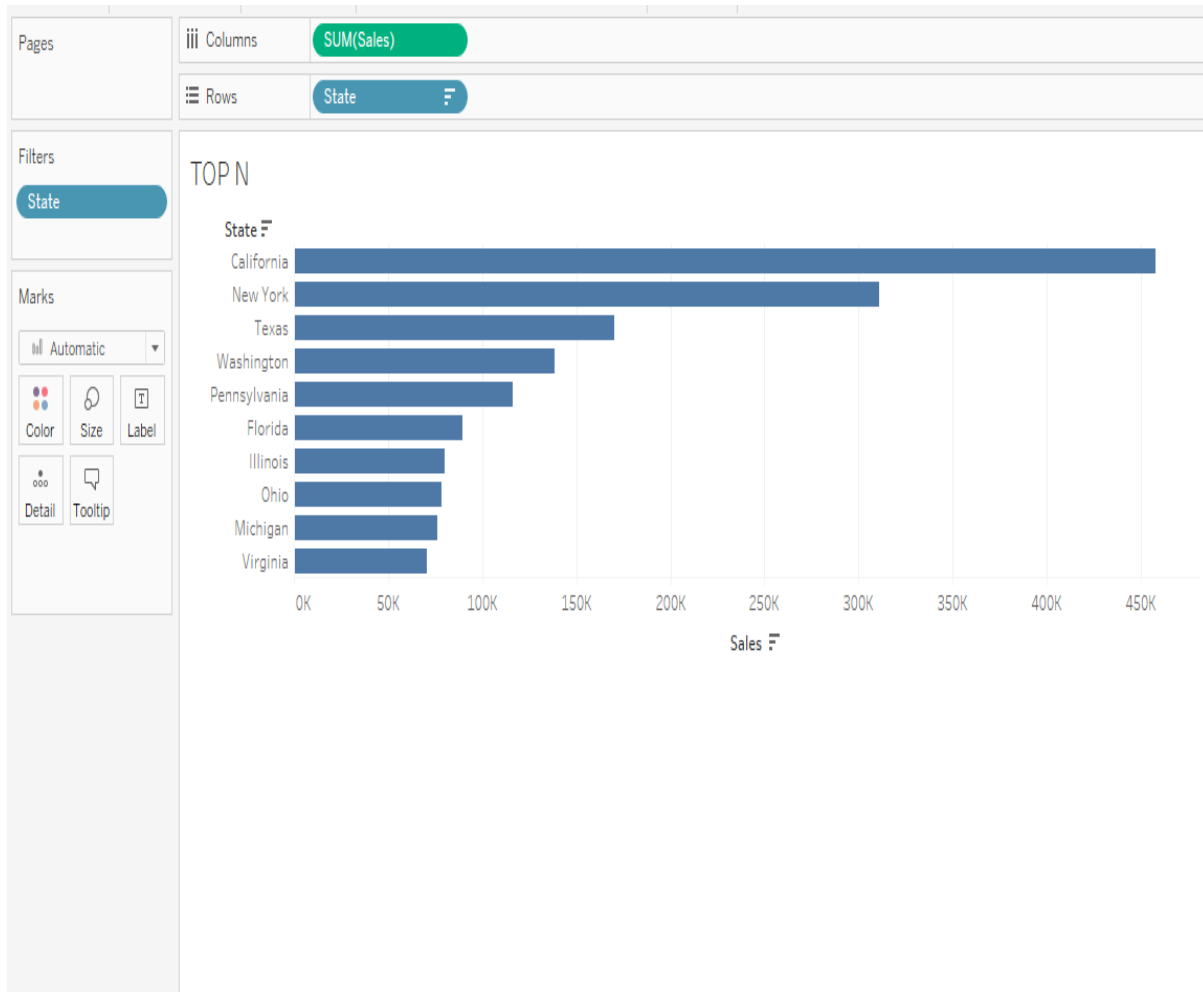 Pages
Columns
SUM(Sales)
Rows
State
Filters
State
TOP N
State
California
New York
Texas
Washington
Pennsylvania
Florida
Illinois
Ohio
Michigan
Virginia
0K 50K 100K 150K 200K 250K 300K 350K 400K 450K
Sales
Marks
Automatic
Color Size Label
Detail Tooltip